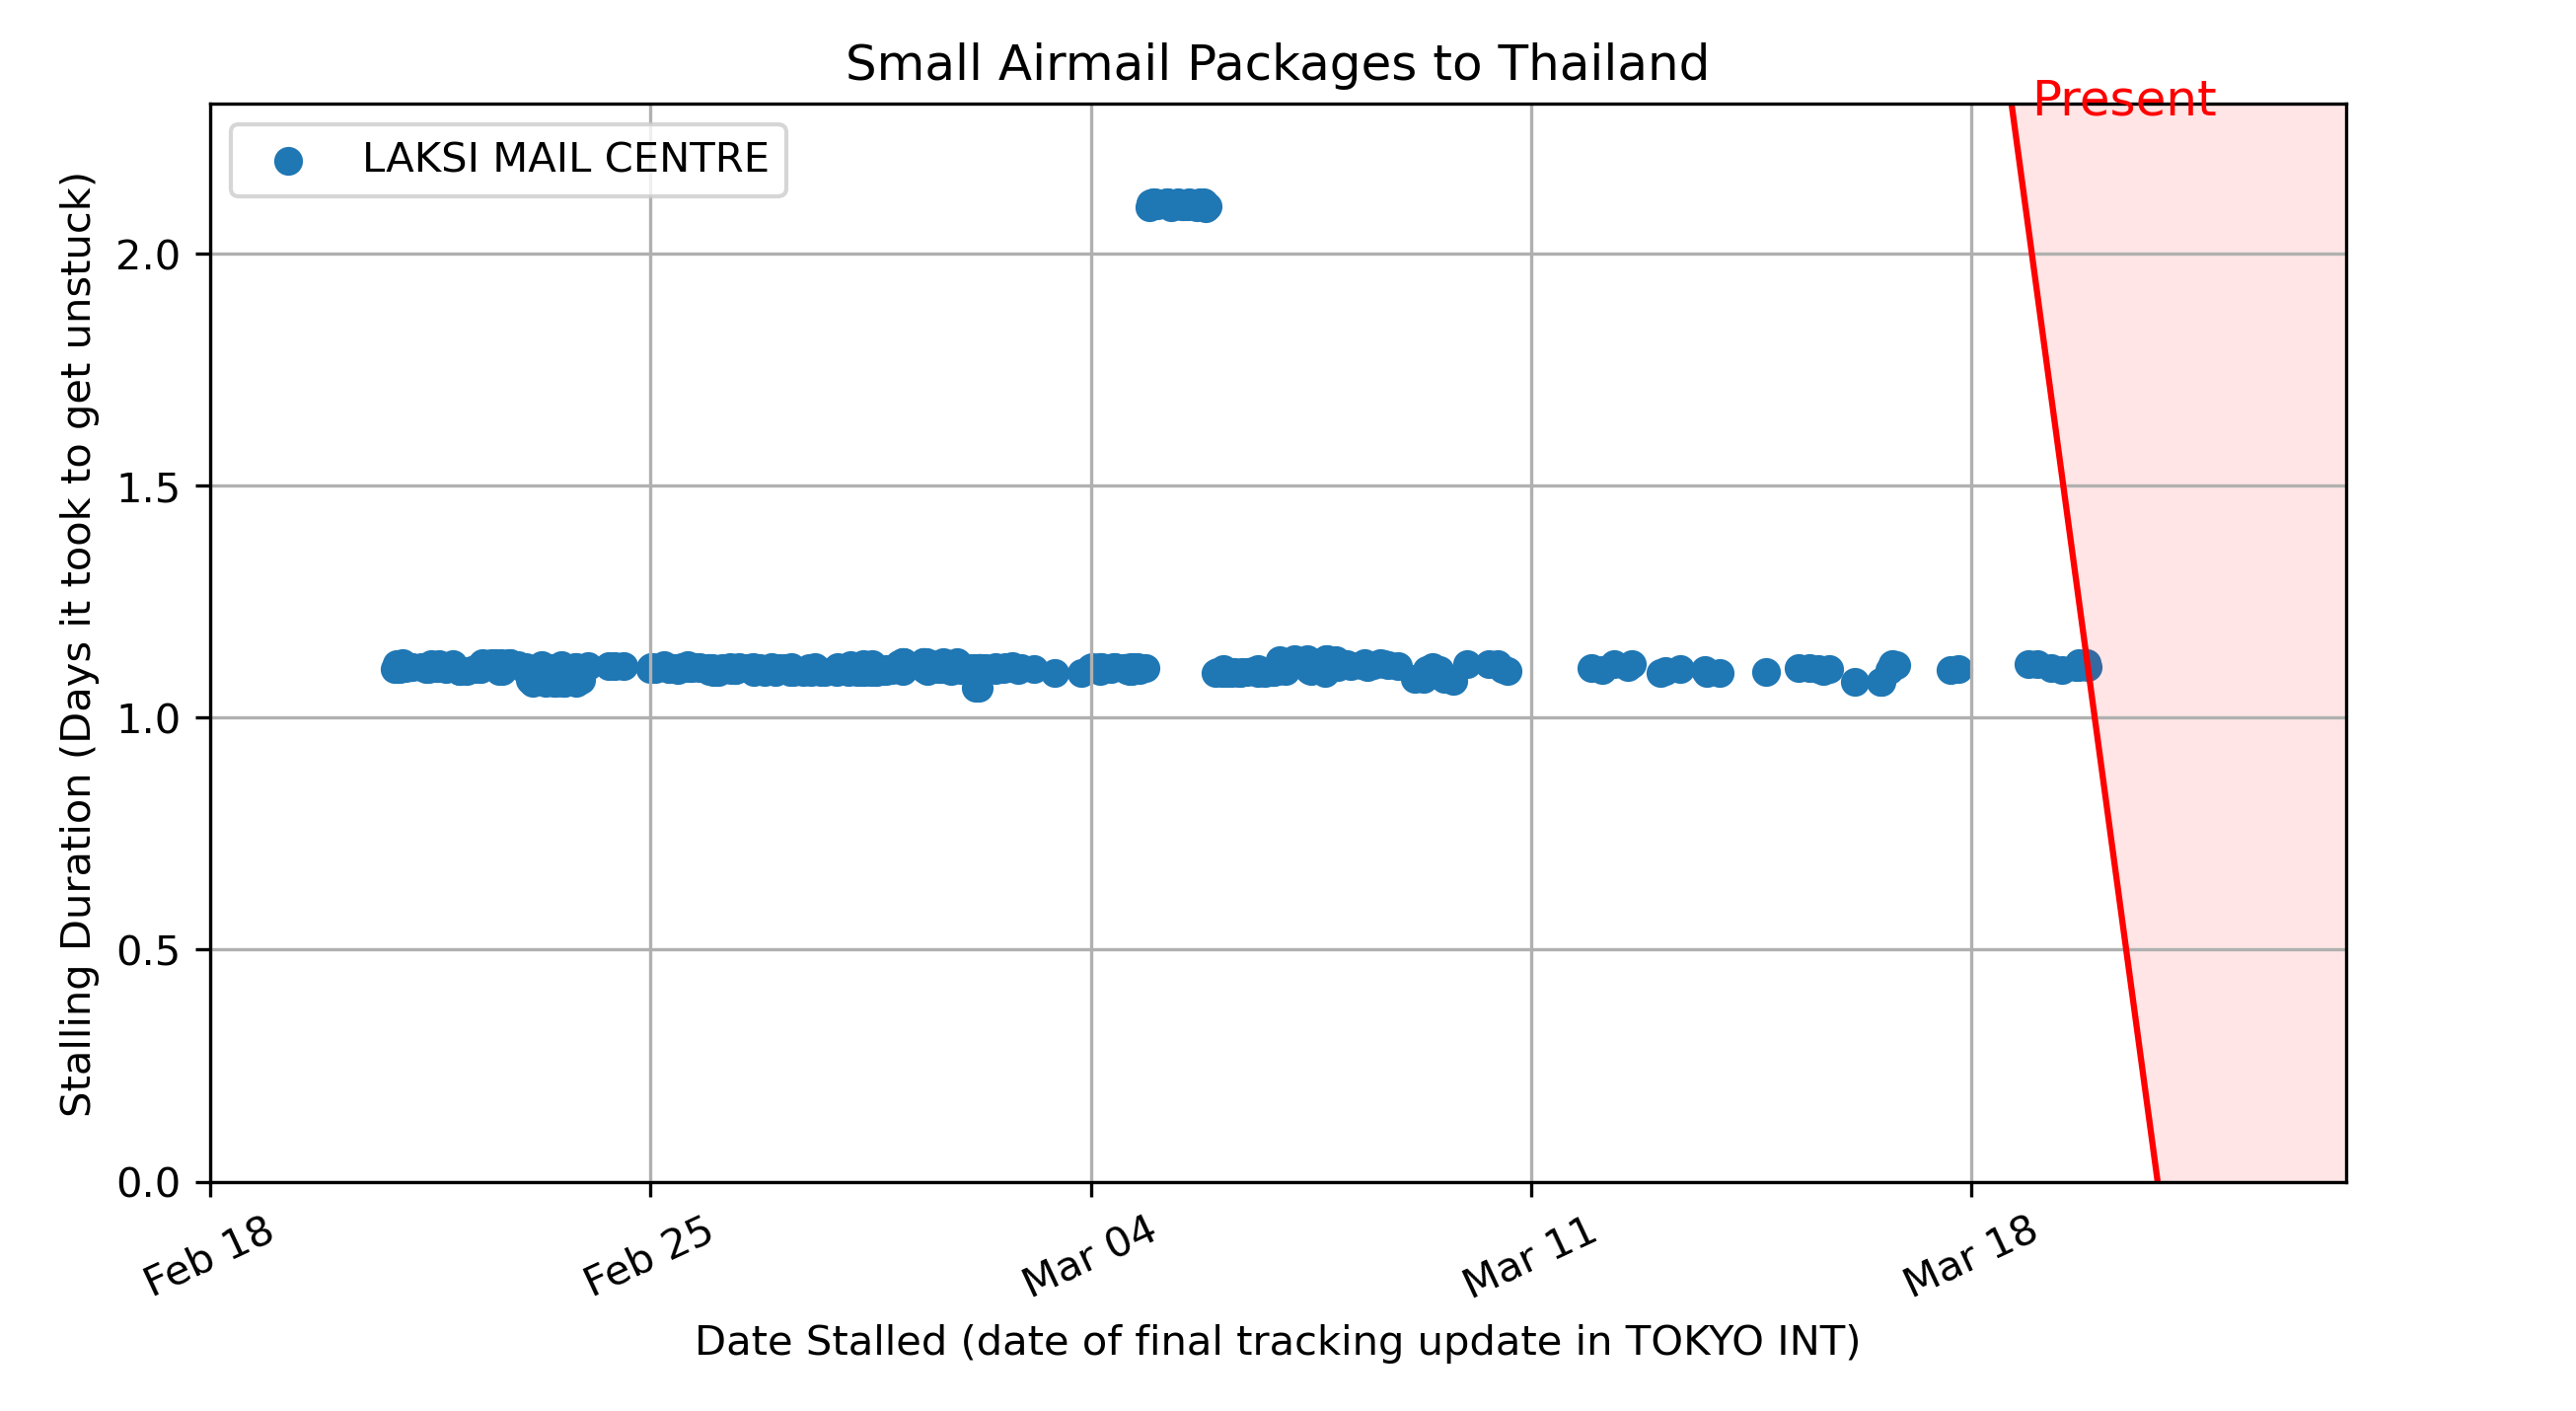 Small Airmail Packages to Thailand
Present
LAKSI MAIL CENTRE
Stalling Duration (Days it took to get unstuck)
2.0
1.5
1.0
0.5
0.0
Feb 18
Feb 25
Mar 04
Mar 11
Mar 18
Date Stalled (date of final tracking update in TOKYO INT)